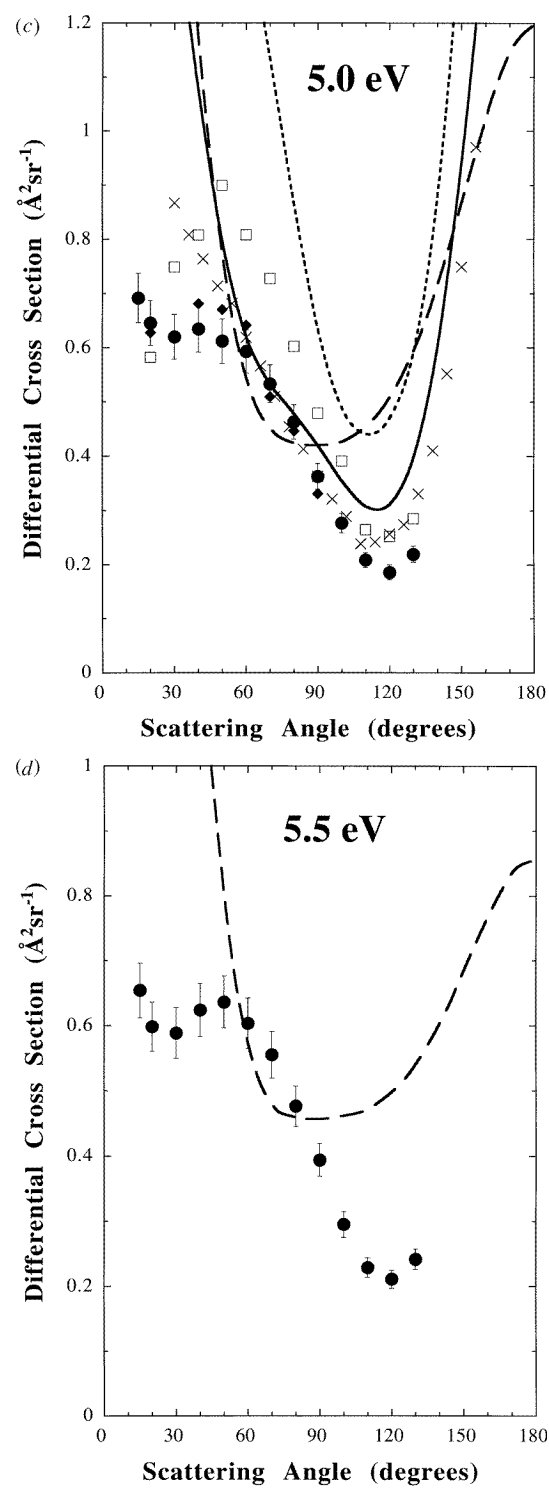 (c)
1.2
1
0.8
0.6
0.4
0.2
0
5.0 eV
Differential Cross Section (Å²sr⁻¹)
0 30 60 90 120 150 180
Scattering Angle (degrees)
(d)
1
0.8
0.6
0.4
0.2
0
5.5 eV
Differential Cross Section (Å²sr⁻¹)
0 30 60 90 120 150 180
Scattering Angle (degrees)